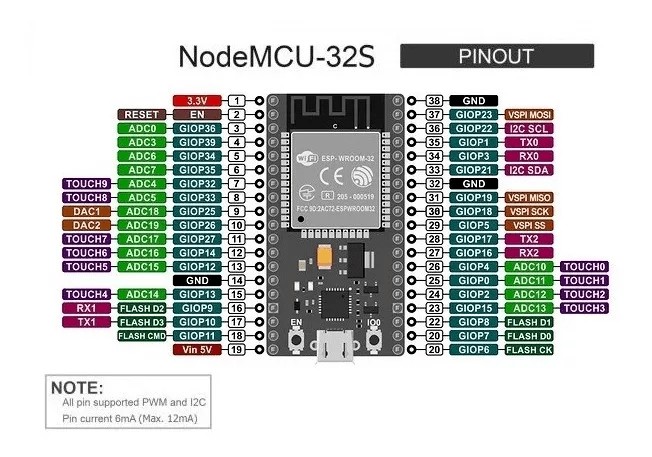 NodeMCU-32S PINOUT
3.3V 1 38 GND
RESET EN 2 37 GIOP23 VSPI MOSI
ADC0 GIOP36 3 36 GIOP22 I2C SCL
ADC3 GIOP39 4 35 GIOP1 TX0
ADC6 GIOP34 5 34 GIOP3 RX0
ADC7 GIOP35 6 33 GIOP21 I2C SDA
TOUCH9 ADC4 GIOP32 7 32 GND
TOUCH8 ADC5 GIOP33 8 31 GIOP19 VSPI MISO
DAC1 ADC18 GIOP25 9 30 GIOP18 VSPI SCK
DAC2 ADC19 GIOP26 10 29 GIOP5 VSPI SS
TOUCH7 ADC17 GIOP27 11 28 GIOP17 TX2
TOUCH6 ADC16 GIOP14 12 27 GIOP16 RX2
TOUCH5 ADC15 GIOP12 13 26 GIOP4 ADC10 TOUCH0
GND 14 25 GIOP0 ADC11 TOUCH1
TOUCH4 ADC14 GIOP13 15 24 GIOP2 ADC12 TOUCH2
RX1 FLASH D2 GIOP9 16 23 GIOP15 ADC13 TOUCH3
TX1 FLASH D3 GIOP10 17 22 GIOP8 FLASH D1
FLASH CMD GIOP11 18 21 GIOP7 FLASH D0
Vin 5V 19 20 GIOP6 FLASH CK
C
WiFi ESP-WROOM-32
CE FC
R 205-000519
FCC 9D:2AC72-ESPWROOM32
EN IO0
NOTE:
All pin supported PWM and I2C
Pin current 6mA (Max. 12mA)